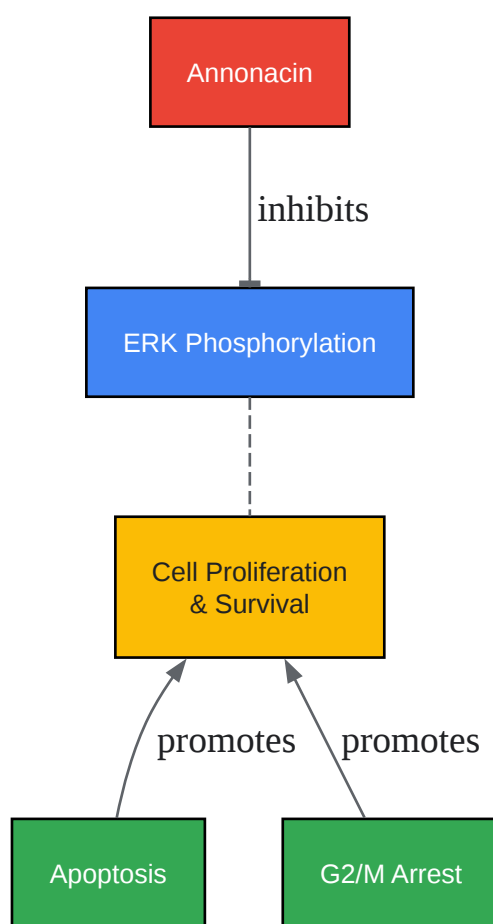 Annonacin
inhibits
ERK Phosphorylation
Cell Proliferation
& Survival
promotes promotes
Apoptosis G2/M Arrest